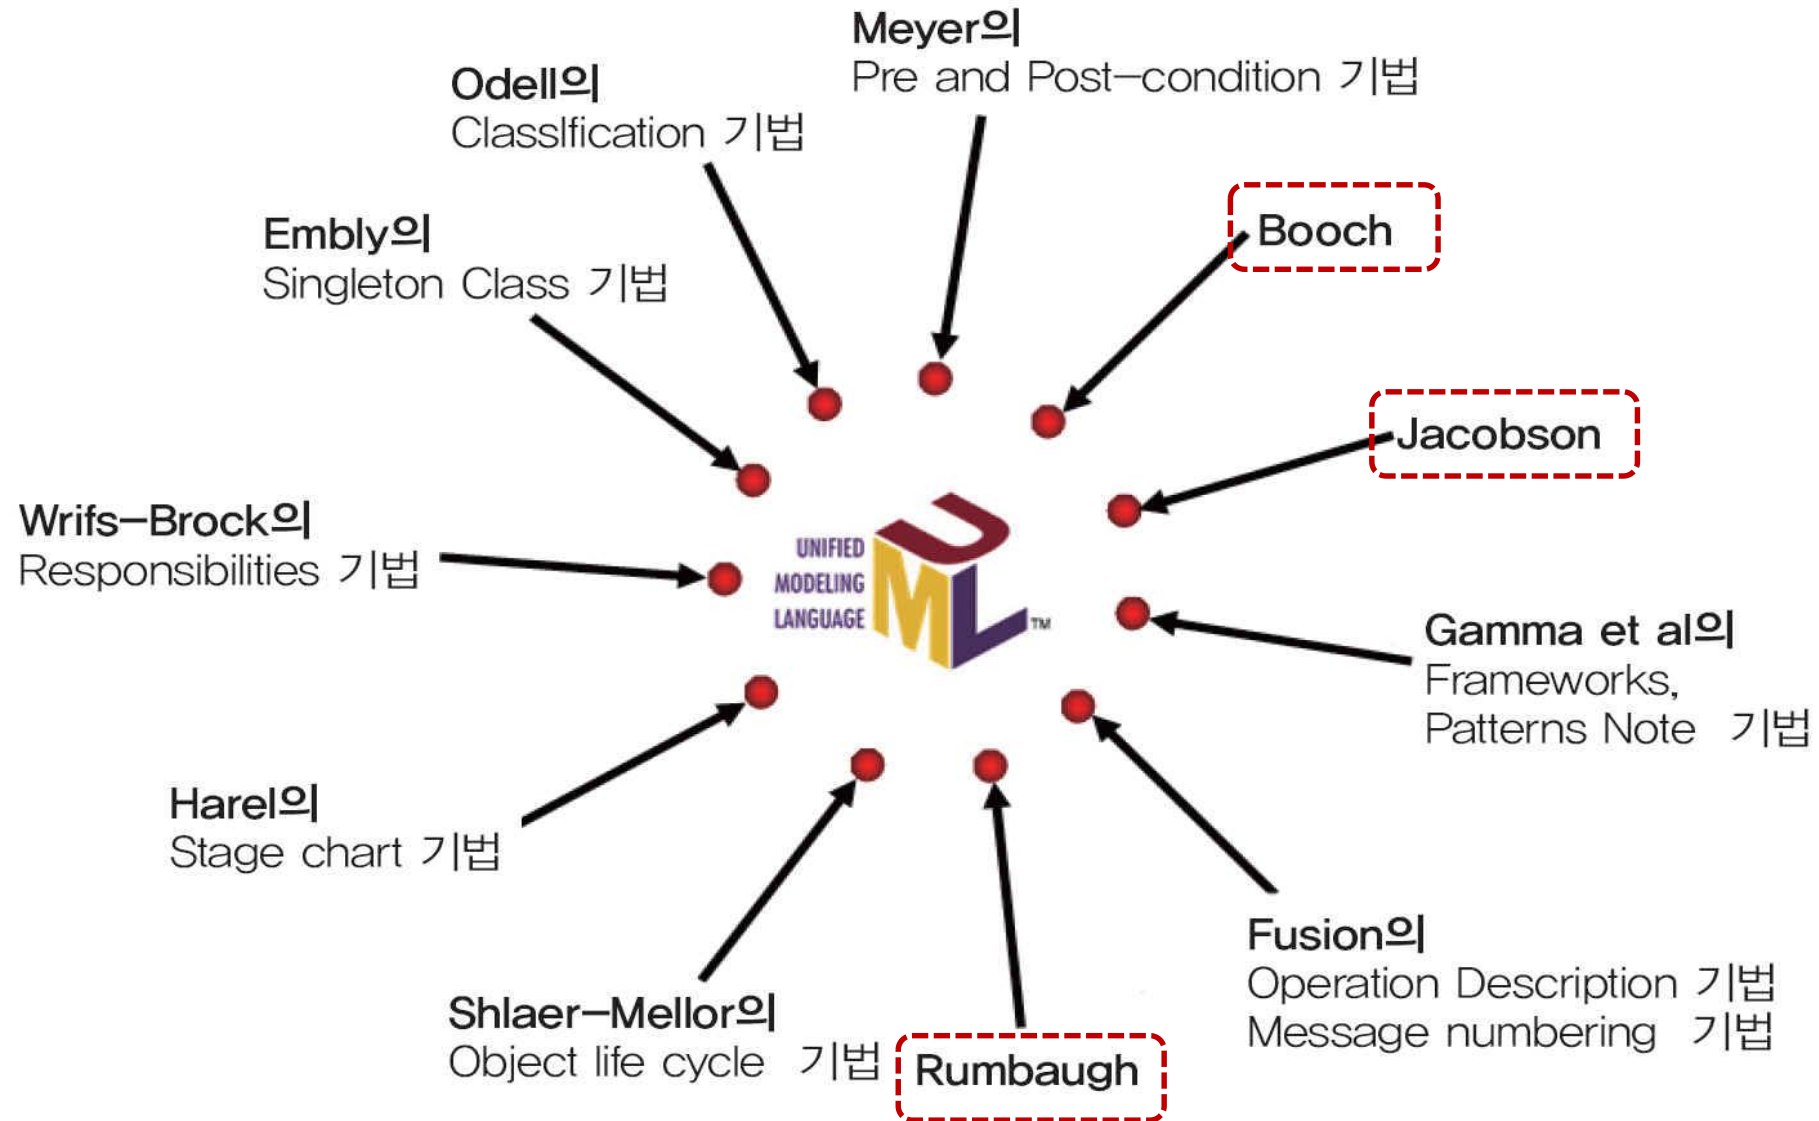 Meyer의
Pre and Post-condition 기법
Odell의
ClassIfication 기법
Booch
Embly의
Singleton Class 기법
Jacobson
Wrifs-Brock의
Responsibilities 기법
UNIFIED
MODELING
LANGUAGE
UML
TM
Gamma et al의
Frameworks,
Patterns Note 기법
Harel의
Stage chart 기법
Fusion의
Operation Description 기법
Message numbering 기법
Shlaer-Mellor의
Object life cycle 기법
Rumbaugh